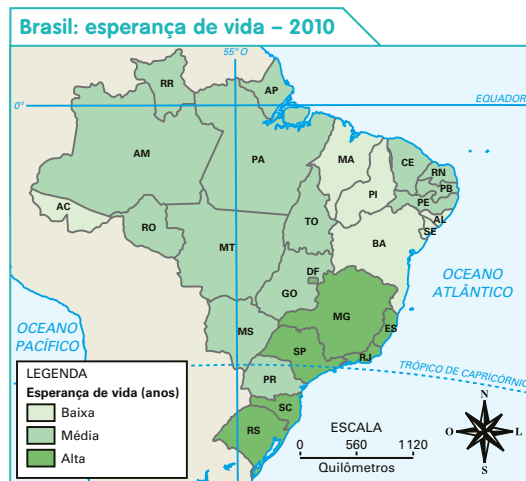 Brasil: esperança de vida – 2010
55° O
RR
AP
0°
EQUADOR
AM
PA
MA
CE
RN
PB
PE
PI
AC
AL
SE
RO
TO
BA
MT
DF
GO
OCEANO
ATLÂNTICO
MG
ES
MS
OCEANO
PACÍFICO
SP
RJ
TRÓPICO DE CAPRICÓRNIO
PR
SC
RS
LEGENDA
Esperança de vida (anos)
Baixa
Média
Alta
ESCALA
0 560 1120
Quilômetros
N
O L
S